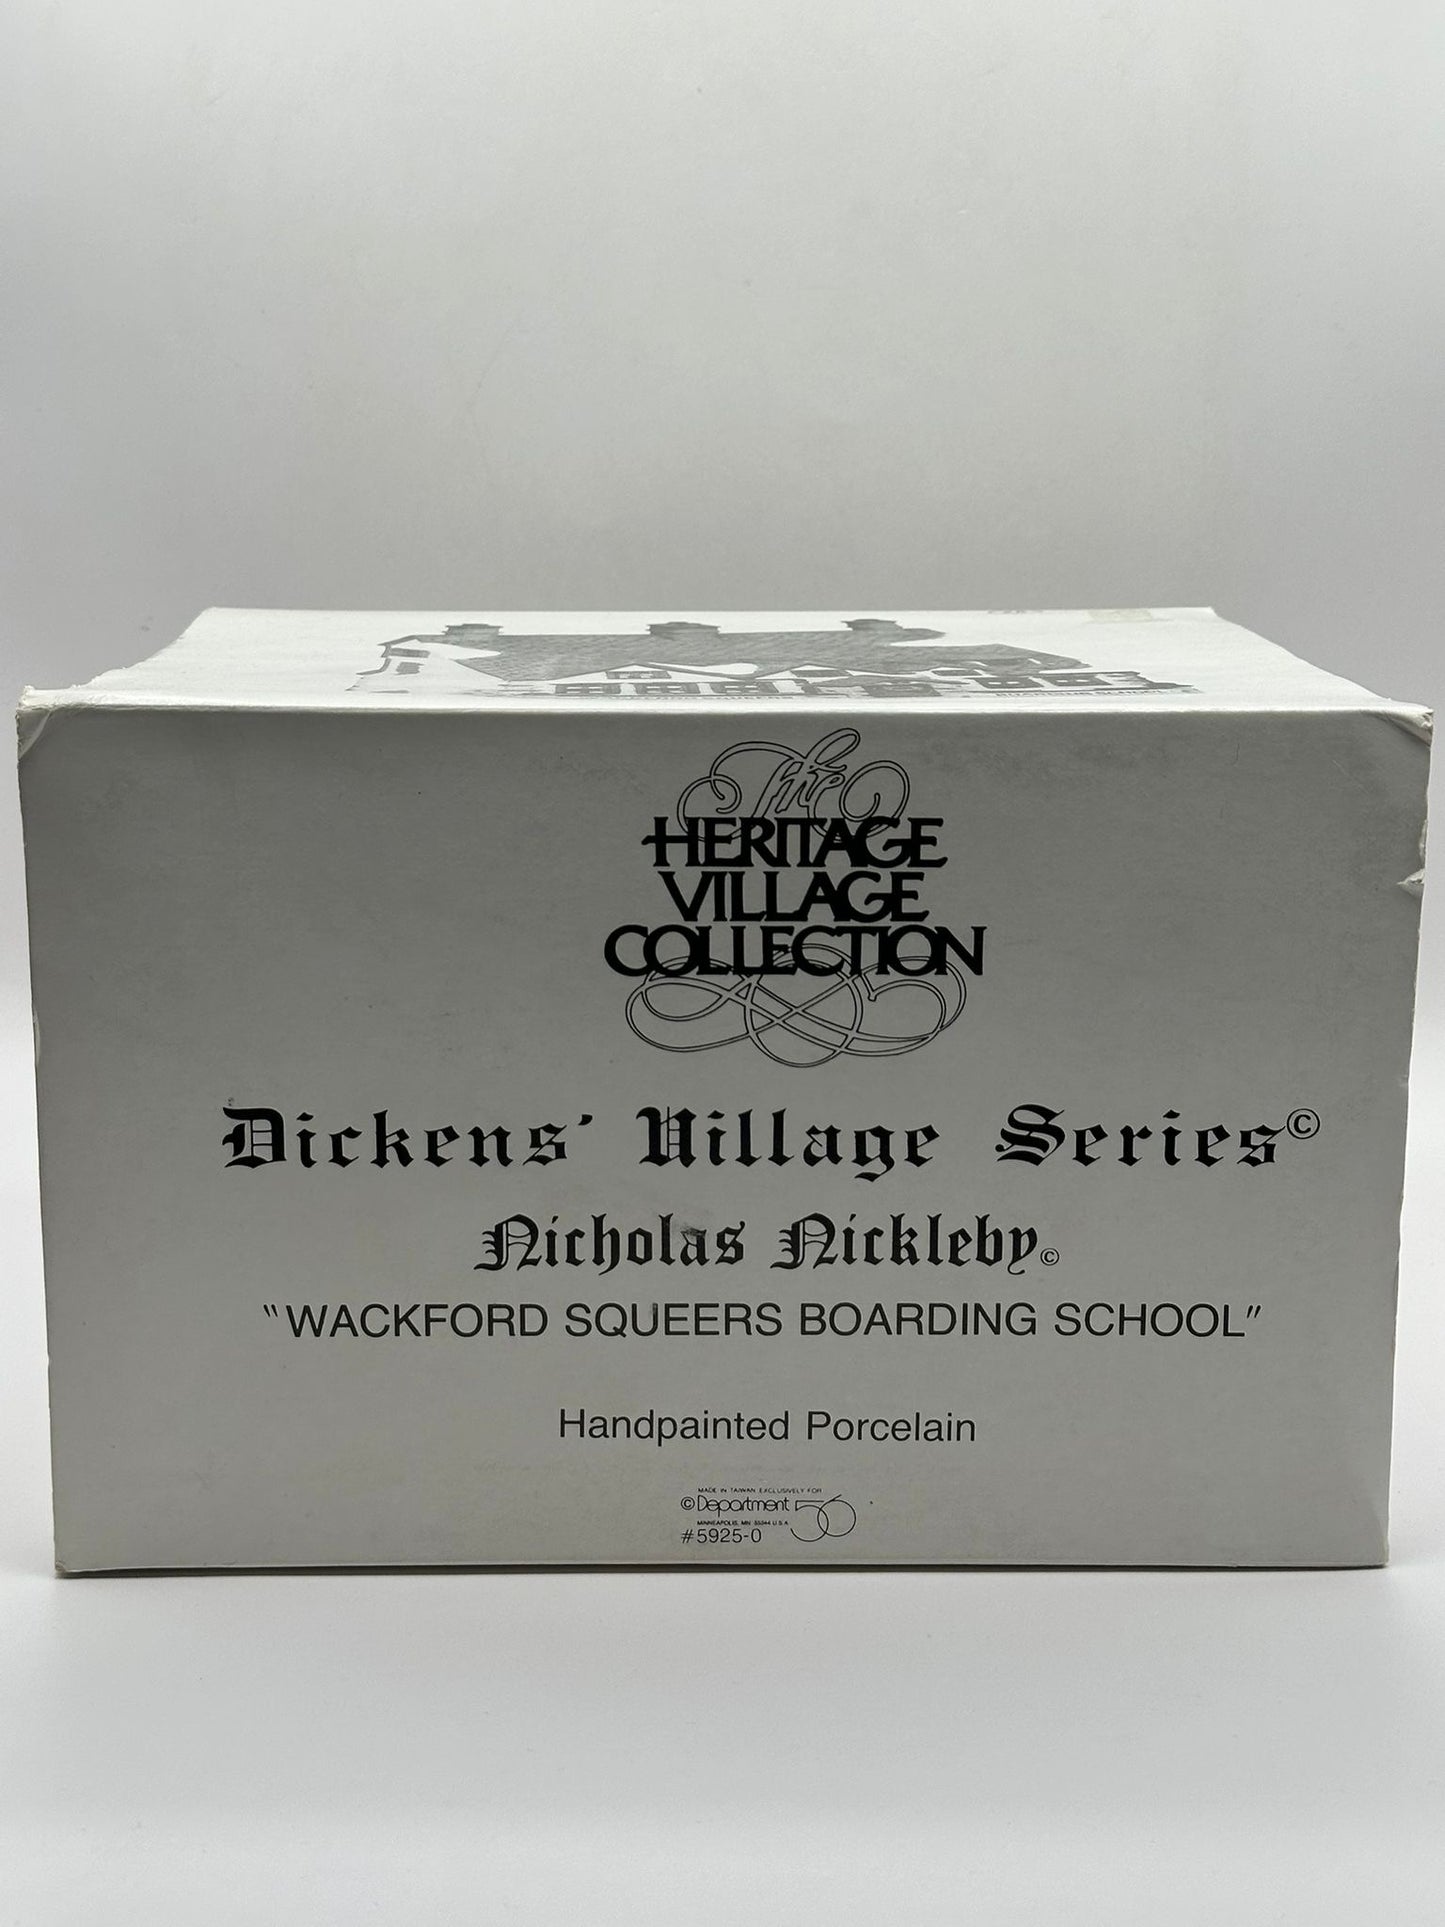 The
HERITAGE
VILLAGE
COLLECTION
Dickens' Village Series©
Nicholas Nickleby©
"WACKFORD SQUEERS BOARDING SCHOOL"
Handpainted Porcelain
MADE IN TAIWAN EXCLUSIVELY FOR
©Department 56
MINNEAPOLIS, MN 55344 U.S.A.
#5925-0